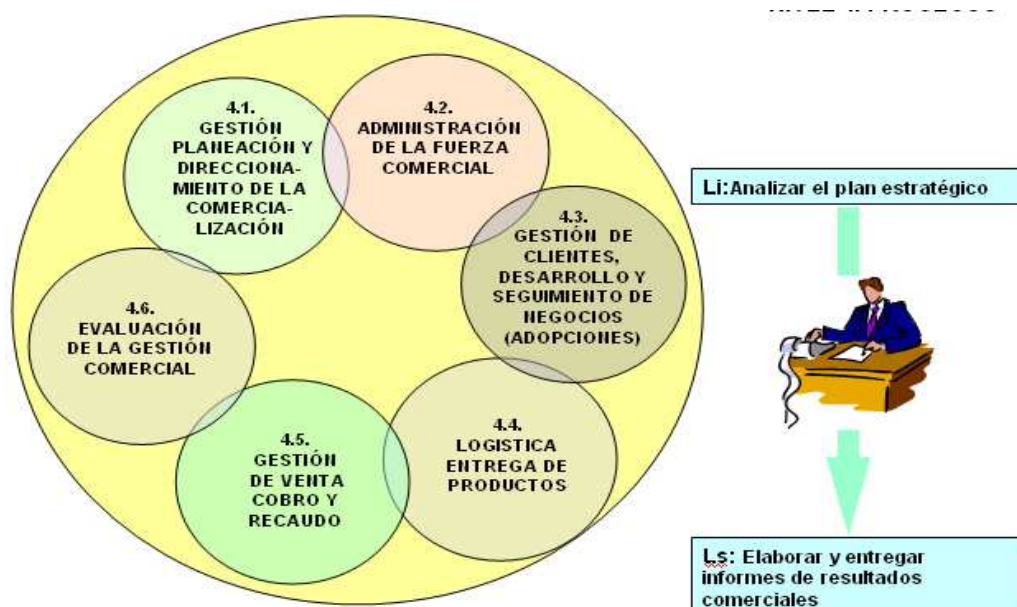 4.1.
GESTIÓN
PLANEACIÓN Y
DIRECCIONA-
MIENTO DE LA
COMERCIA-
LIZACIÓN
4.2.
ADMINISTRACIÓN
DE LA FUERZA
COMERCIAL
4.3.
GESTIÓN DE
CLIENTES,
DESARROLLO Y
SEGUIMIENTO DE
NEGOCIOS
(ADOPCIONES)
4.4.
LOGISTICA
ENTREGA DE
PRODUCTOS
4.5.
GESTIÓN
DE VENTA
COBRO Y
RECAUDO
4.6.
EVALUACIÓN
DE LA GESTIÓN
COMERCIAL
Li:Analizar el plan estratégico
Ls: Elaborar y entregar
informes de resultados
comerciales